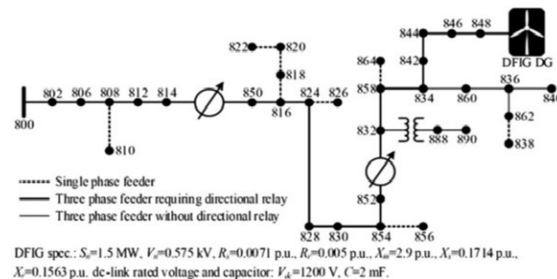 822 820
818
864
844 846 848
842
DFIG DG
800 802 806 808 812 814 850 816 824 826
858 834 860 836 840
810
832 888 890
862
838
852
828 830 854 856
Single phase feeder
Three phase feeder requiring directional relay
Three phase feeder without directional relay
DFIG spec.: Sₙ=1.5 MW, Vₙ=0.575 kV, Rₛ=0.0071 p.u., Rᵣ=0.005 p.u., Xₘ=2.9 p.u., Xₛ=0.1714 p.u.,
Xᵣ=0.1563 p.u. dc-link rated voltage and capacitor: V_dc=1200 V, C=2 mF.